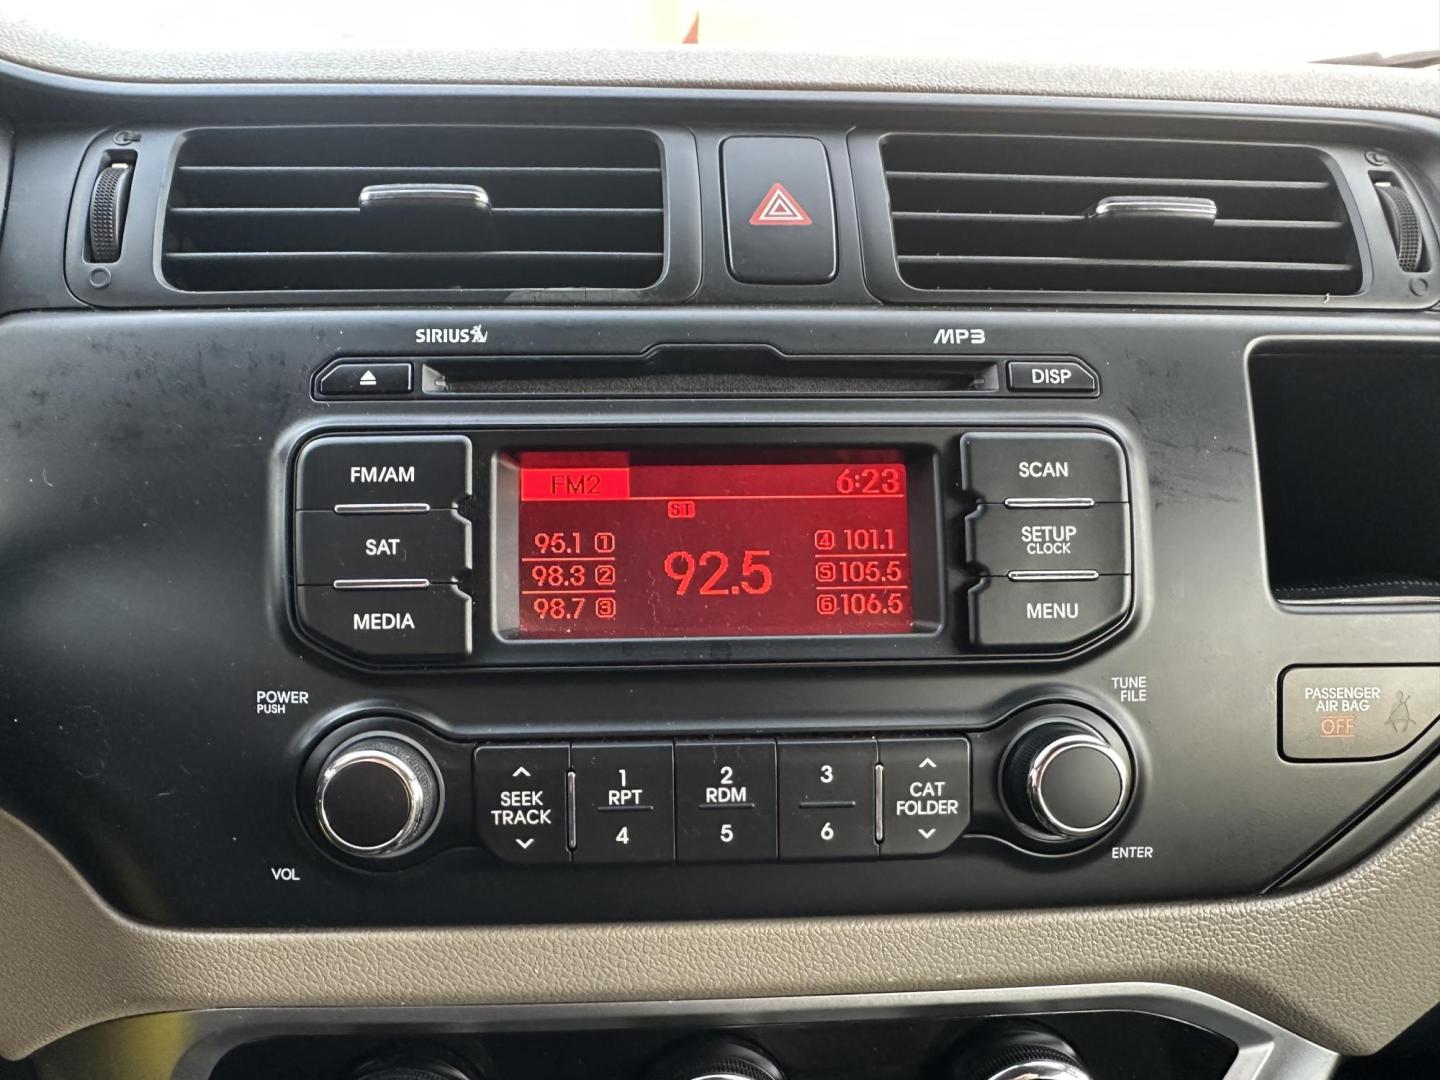 SIRIUS
MP3
DISP
FM/AM
SAT
MEDIA
FM2
6:23
ST
95.1 1
98.3 2
98.7 3
92.5
4 101.1
5 105.5
6 106.5
SCAN
SETUP
CLOCK
MENU
POWER
PUSH
VOL
SEEK
TRACK
1
RPT
4
2
RDM
5
3
6
CAT
FOLDER
TUNE
FILE
ENTER
PASSENGER
AIR BAG
OFF